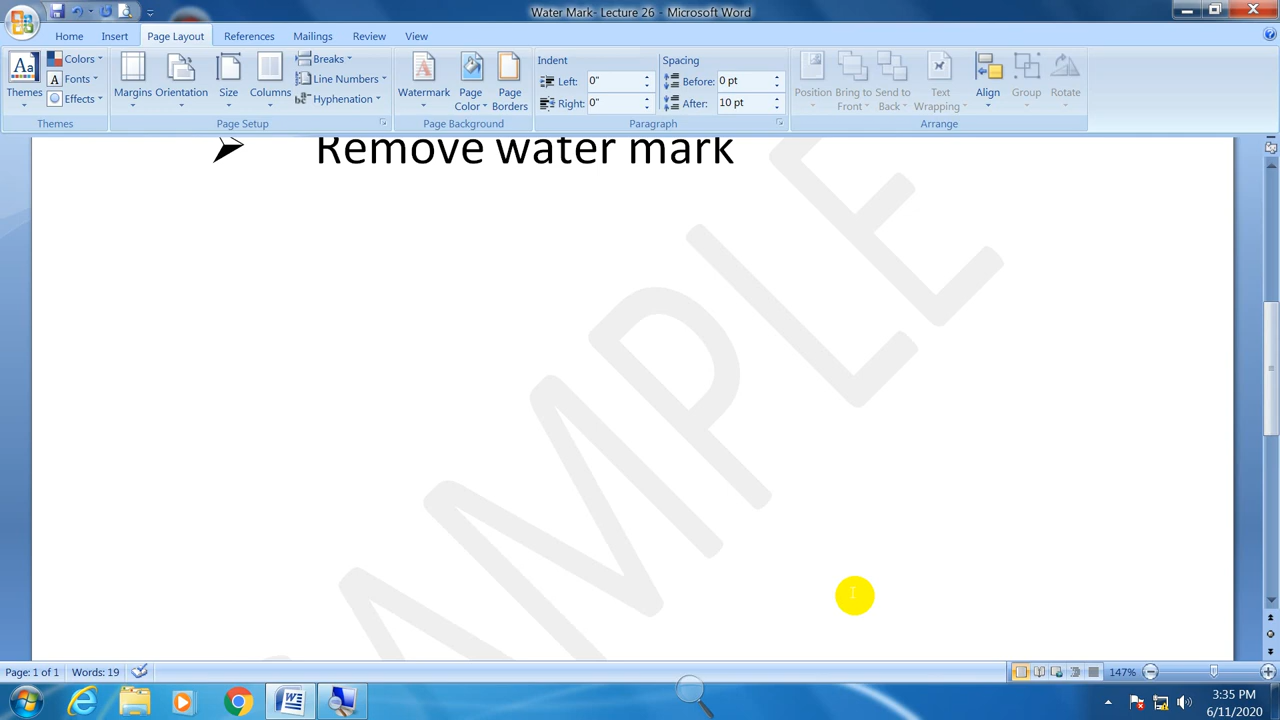 Water Mark- Lecture 26 - Microsoft Word
Home Insert Page Layout References Mailings Review View
Aa Themes Colors Fonts Effects
Margins Orientation Size Columns Breaks Line Numbers Hyphenation
Watermark Page Color Page Borders
Indent Spacing
Left: 0" Before: 0 pt
Right: 0" After: 10 pt
Position Bring to Front Send to Back Text Wrapping Align Group Rotate
Themes Page Setup Page Background Paragraph Arrange
Remove water mark
SAMPLE
Page: 1 of 1 Words: 19 147%
3:35 PM
6/11/2020